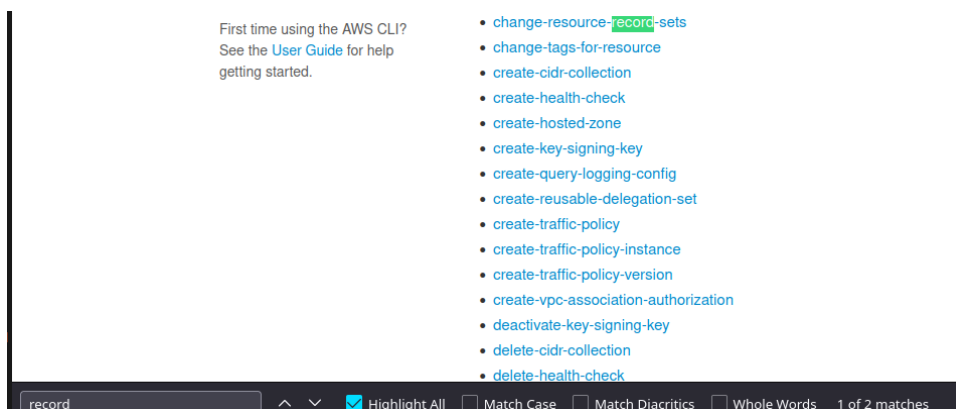 First time using the AWS CLI?
See the User Guide for help
getting started.
• change-resource-record-sets
• change-tags-for-resource
• create-cidr-collection
• create-health-check
• create-hosted-zone
• create-key-signing-key
• create-query-logging-config
• create-reusable-delegation-set
• create-traffic-policy
• create-traffic-policy-instance
• create-traffic-policy-version
• create-vpc-association-authorization
• deactivate-key-signing-key
• delete-cidr-collection
• delete-health-check
record Highlight All Match Case Match Diacritics Whole Words 1 of 2 matches